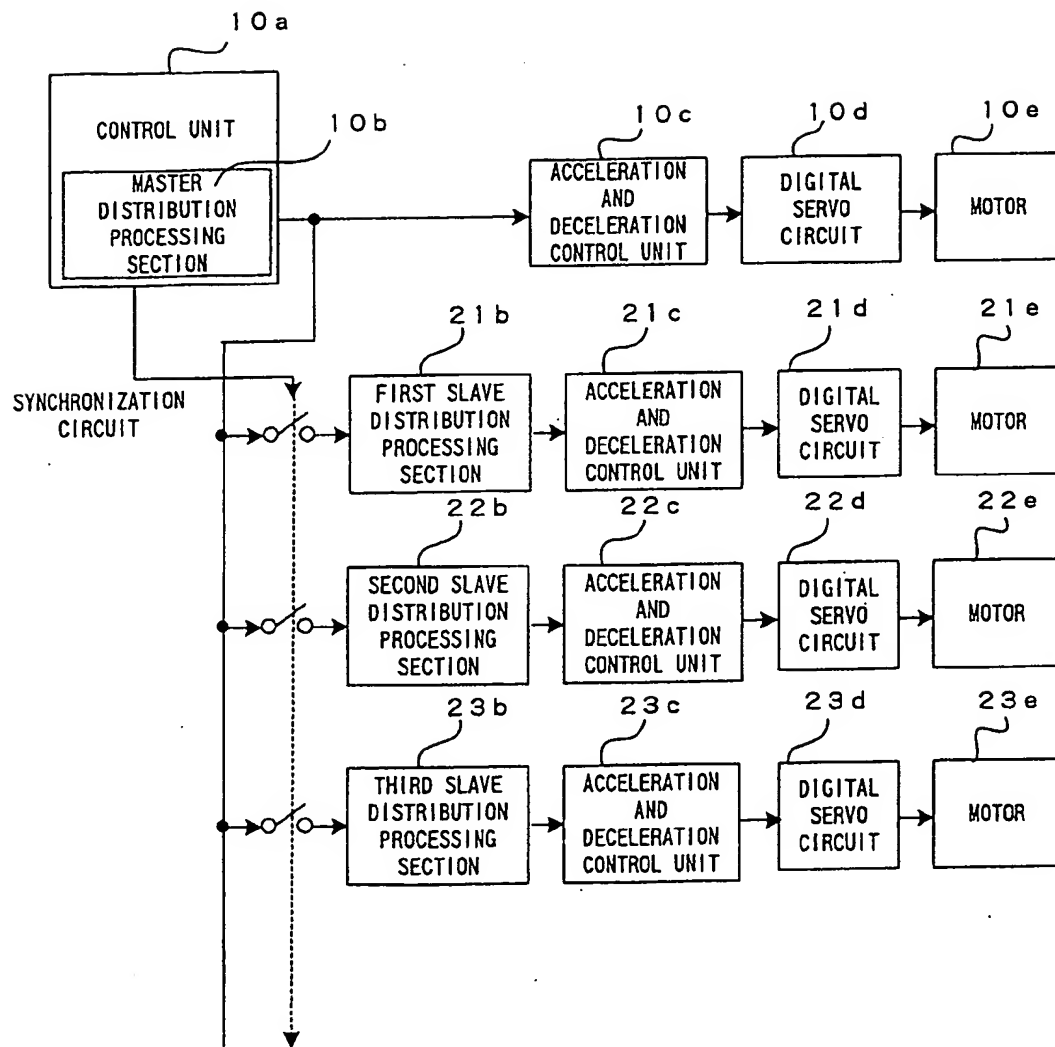 10a
CONTROL UNIT
10b
MASTER
DISTRIBUTION
PROCESSING
SECTION
10c
ACCELERATION
AND
DECELERATION
CONTROL UNIT
10d
DIGITAL
SERVO
CIRCUIT
10e
MOTOR
SYNCHRONIZATION
CIRCUIT
21b
FIRST SLAVE
DISTRIBUTION
PROCESSING
SECTION
21c
ACCELERATION
AND
DECELERATION
CONTROL UNIT
21d
DIGITAL
SERVO
CIRCUIT
21e
MOTOR
22b
SECOND SLAVE
DISTRIBUTION
PROCESSING
SECTION
22c
ACCELERATION
AND
DECELERATION
CONTROL UNIT
22d
DIGITAL
SERVO
CIRCUIT
22e
MOTOR
23b
THIRD SLAVE
DISTRIBUTION
PROCESSING
SECTION
23c
ACCELERATION
AND
DECELERATION
CONTROL UNIT
23d
DIGITAL
SERVO
CIRCUIT
23e
MOTOR